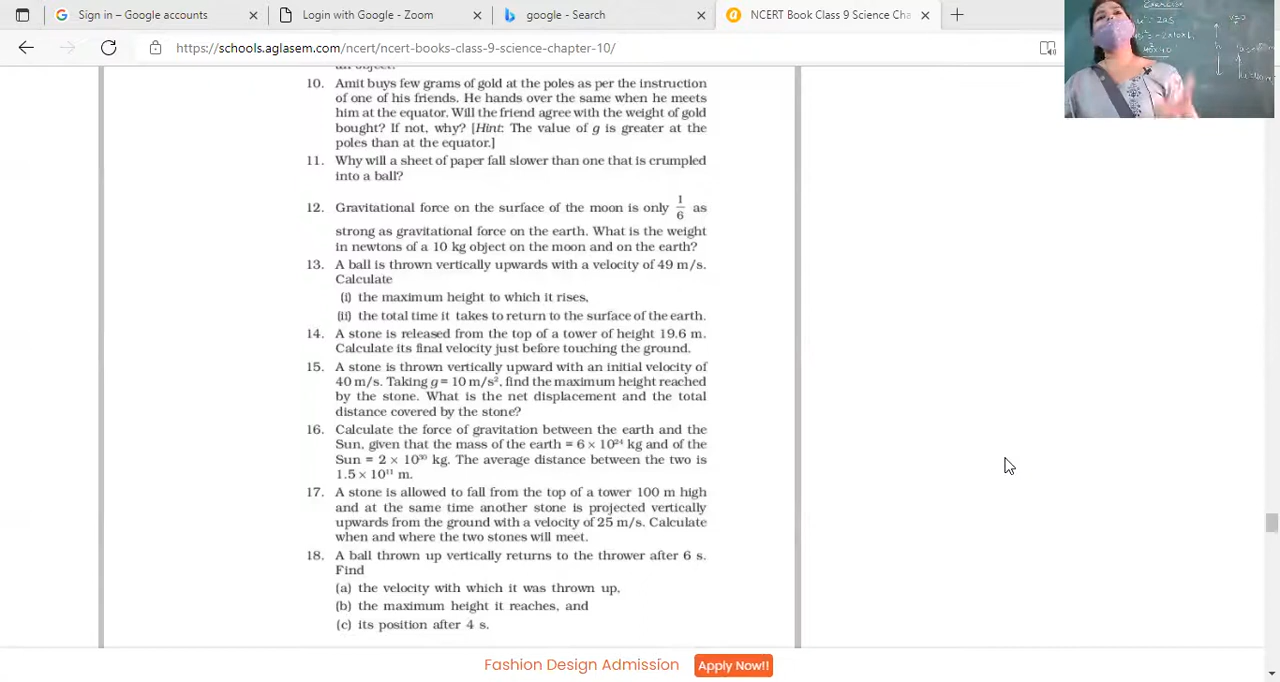 Sign in – Google accounts
Login with Google - Zoom
google - Search
NCERT Book Class 9 Science Cha
https://schools.aglasem.com/ncert/ncert-books-class-9-science-chapter-10/
an object.
10. Amit buys few grams of gold at the poles as per the instruction
of one of his friends. He hands over the same when he meets
him at the equator. Will the friend agree with the weight of gold
bought? If not, why? [Hint: The value of g is greater at the
poles than at the equator.]
11. Why will a sheet of paper fall slower than one that is crumpled
into a ball?
12. Gravitational force on the surface of the moon is only 1/6 as
strong as gravitational force on the earth. What is the weight
in newtons of a 10 kg object on the moon and on the earth?
13. A ball is thrown vertically upwards with a velocity of 49 m/s.
Calculate
(i) the maximum height to which it rises,
(ii) the total time it takes to return to the surface of the earth.
14. A stone is released from the top of a tower of height 19.6 m.
Calculate its final velocity just before touching the ground.
15. A stone is thrown vertically upward with an initial velocity of
40 m/s. Taking g = 10 m/s², find the maximum height reached
by the stone. What is the net displacement and the total
distance covered by the stone?
16. Calculate the force of gravitation between the earth and the
Sun, given that the mass of the earth = 6 × 10²⁴ kg and of the
Sun = 2 × 10³⁰ kg. The average distance between the two is
1.5 × 10¹¹ m.
17. A stone is allowed to fall from the top of a tower 100 m high
and at the same time another stone is projected vertically
upwards from the ground with a velocity of 25 m/s. Calculate
when and where the two stones will meet.
18. A ball thrown up vertically returns to the thrower after 6 s.
Find
(a) the velocity with which it was thrown up,
(b) the maximum height it reaches, and
(c) its position after 4 s.
Fashion Design Admission
Apply Now!!